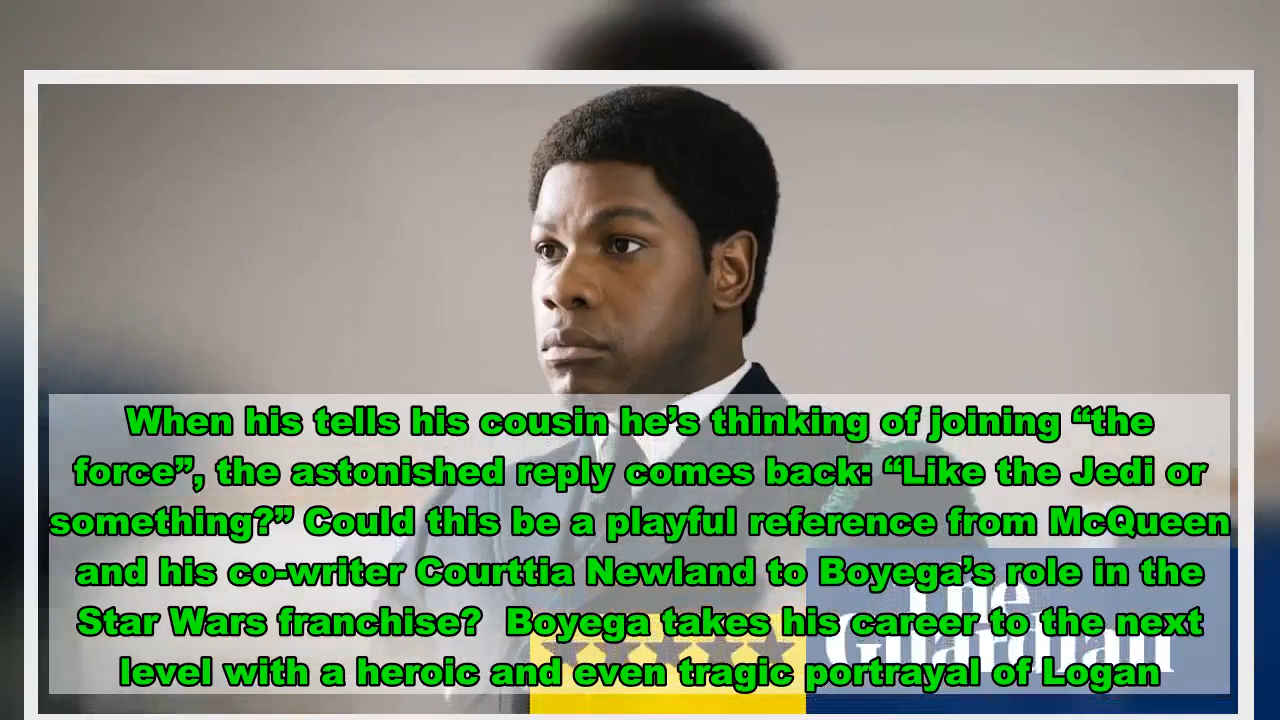 When his tells his cousin he’s thinking of joining “the
force”, the astonished reply comes back: “Like the Jedi or
something?” Could this be a playful reference from McQueen
and his co-writer Courttia Newland to Boyega’s role in the
Star Wars franchise?  Boyega takes his career to the next
level with a heroic and even tragic portrayal of Logan
The
Guardian